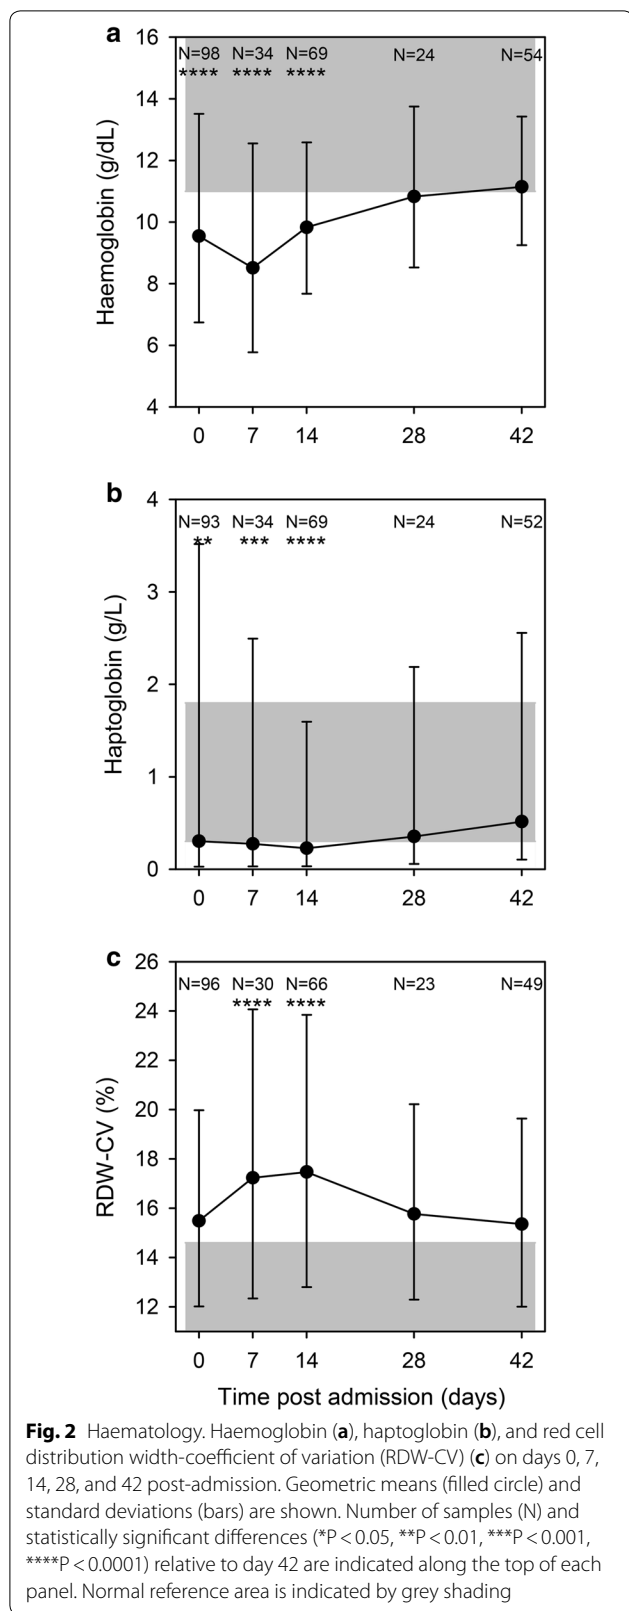 a
16
14
12
10
8
6
4
Haemoglobin (g/dL)
N=98 N=34 N=69 N=24 N=54
**** **** ****
0 7 14 28 42
b
4
3
2
1
0
Haptoglobin (g/L)
N=93 N=34 N=69 N=24 N=52
** *** ****
0 7 14 28 42
c
26
24
22
20
18
16
14
12
RDW-CV (%)
N=96 N=30 N=66 N=23 N=49
**** ****
0 7 14 28 42
Time post admission (days)
Fig. 2 Haematology. Haemoglobin (a), haptoglobin (b), and red cell
distribution width-coefficient of variation (RDW-CV) (c) on days 0, 7,
14, 28, and 42 post-admission. Geometric means (filled circle) and
standard deviations (bars) are shown. Number of samples (N) and
statistically significant differences (*P < 0.05, **P < 0.01, ***P < 0.001,
****P < 0.0001) relative to day 42 are indicated along the top of each
panel. Normal reference area is indicated by grey shading